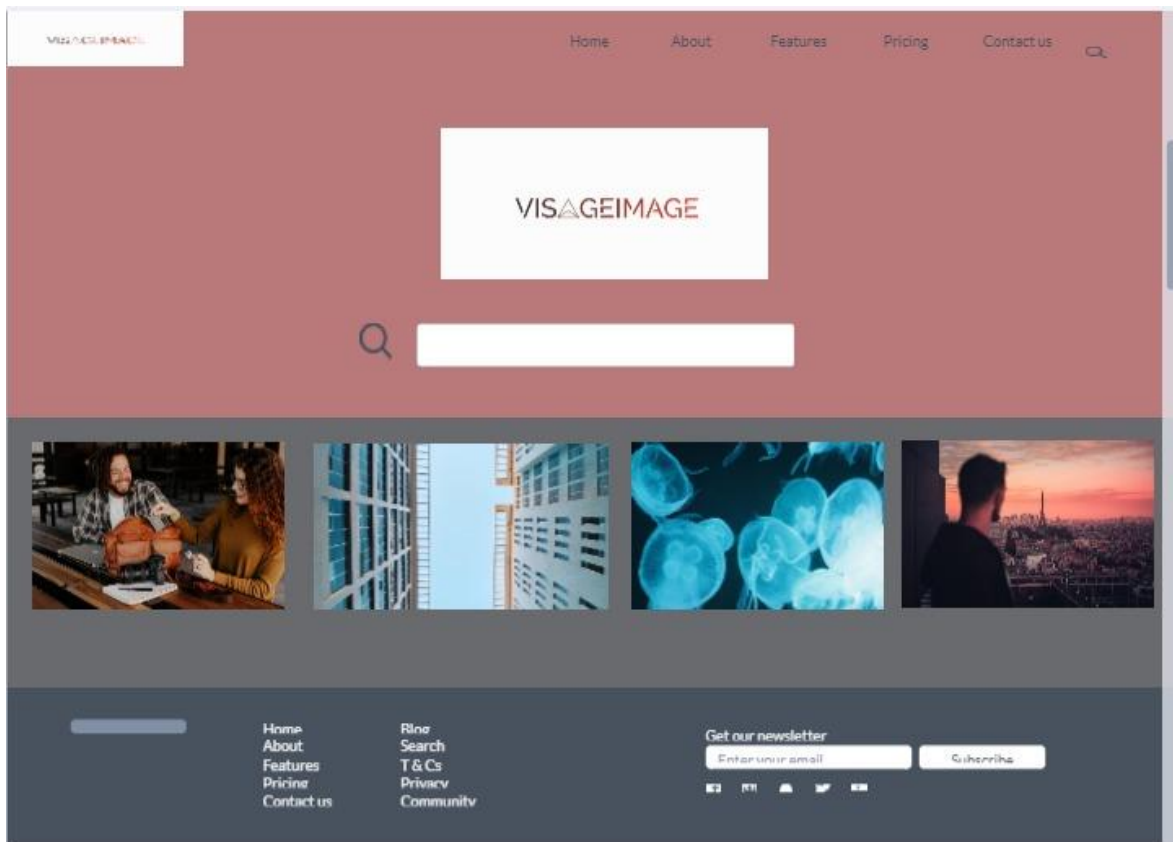 VISAGEIMAGE
Home About Features Pricing Contact us
VISAGEIMAGE
Home
About
Features
Pricing
Contact us
Blog
Search
T & Cs
Privacy
Community
Get our newsletter
Enter your email Subscribe